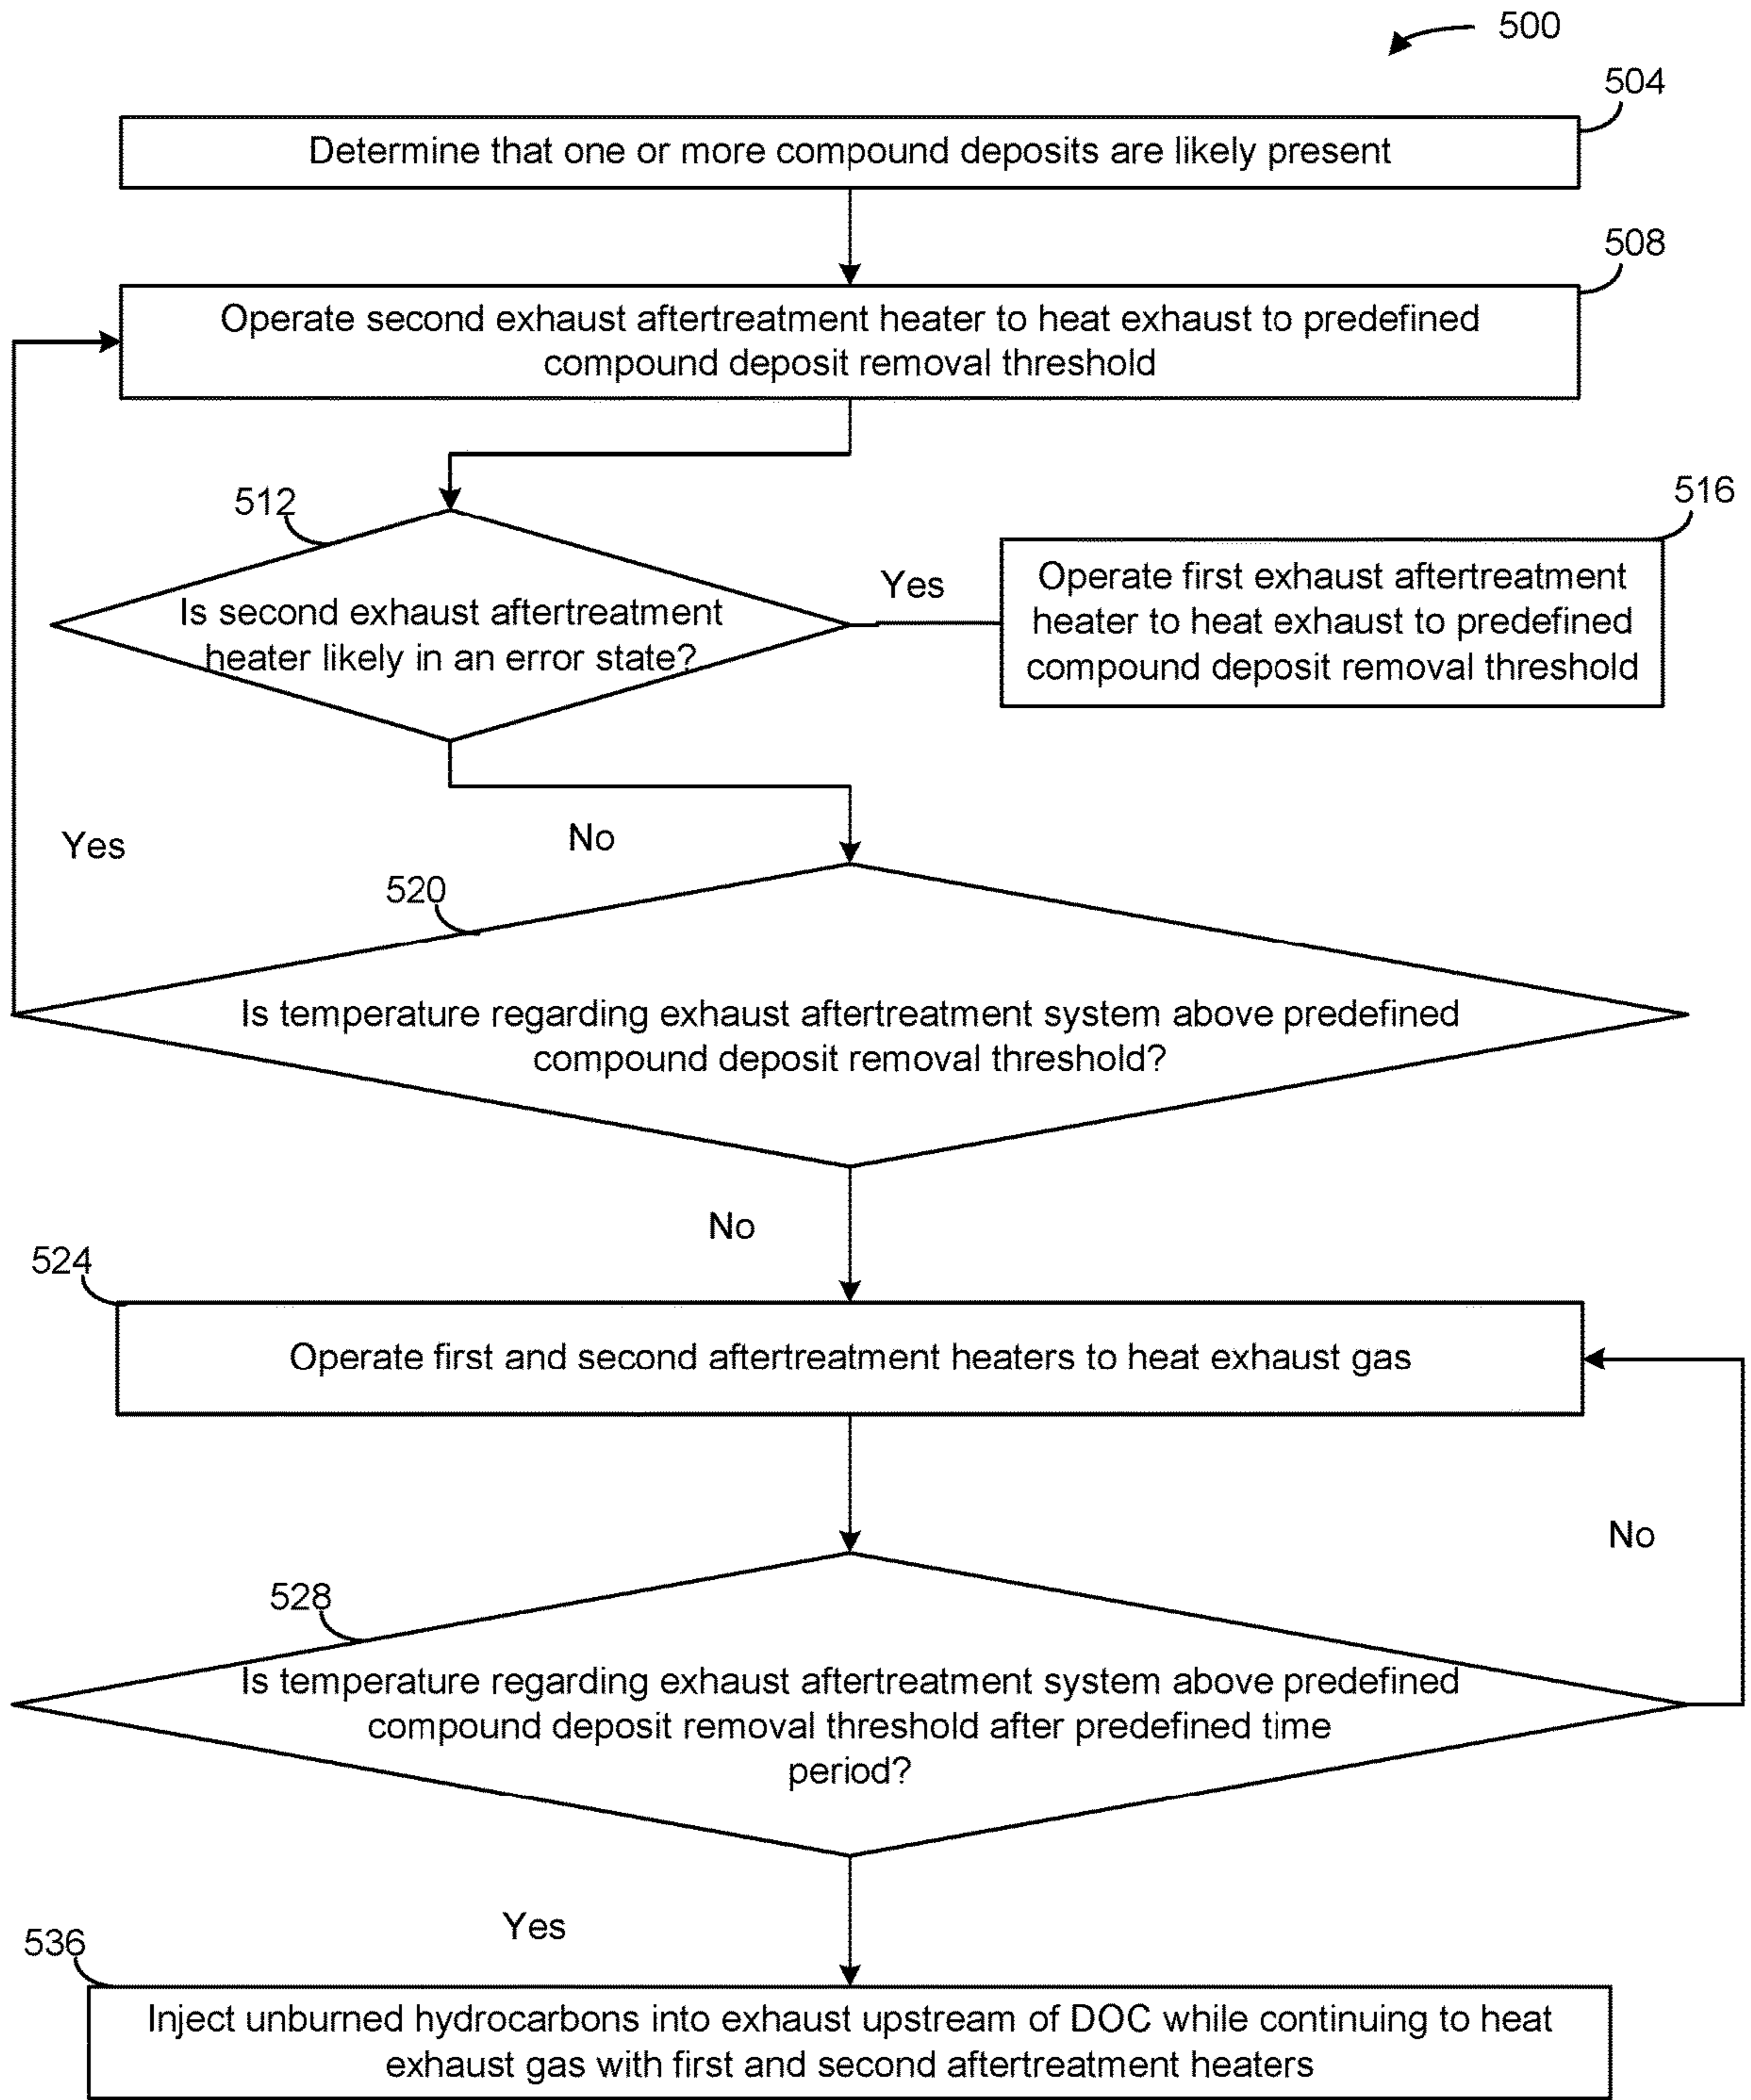 500
504
Determine that one or more compound deposits are likely present
508
Operate second exhaust aftertreatment heater to heat exhaust to predefined
compound deposit removal threshold
512
Is second exhaust aftertreatment
heater likely in an error state?
Yes
516
Operate first exhaust aftertreatment
heater to heat exhaust to predefined
compound deposit removal threshold
Yes
No
520
Is temperature regarding exhaust aftertreatment system above predefined
compound deposit removal threshold?
No
524
Operate first and second aftertreatment heaters to heat exhaust gas
No
528
Is temperature regarding exhaust aftertreatment system above predefined
compound deposit removal threshold after predefined time
period?
Yes
536
Inject unburned hydrocarbons into exhaust upstream of DOC while continuing to heat
exhaust gas with first and second aftertreatment heaters